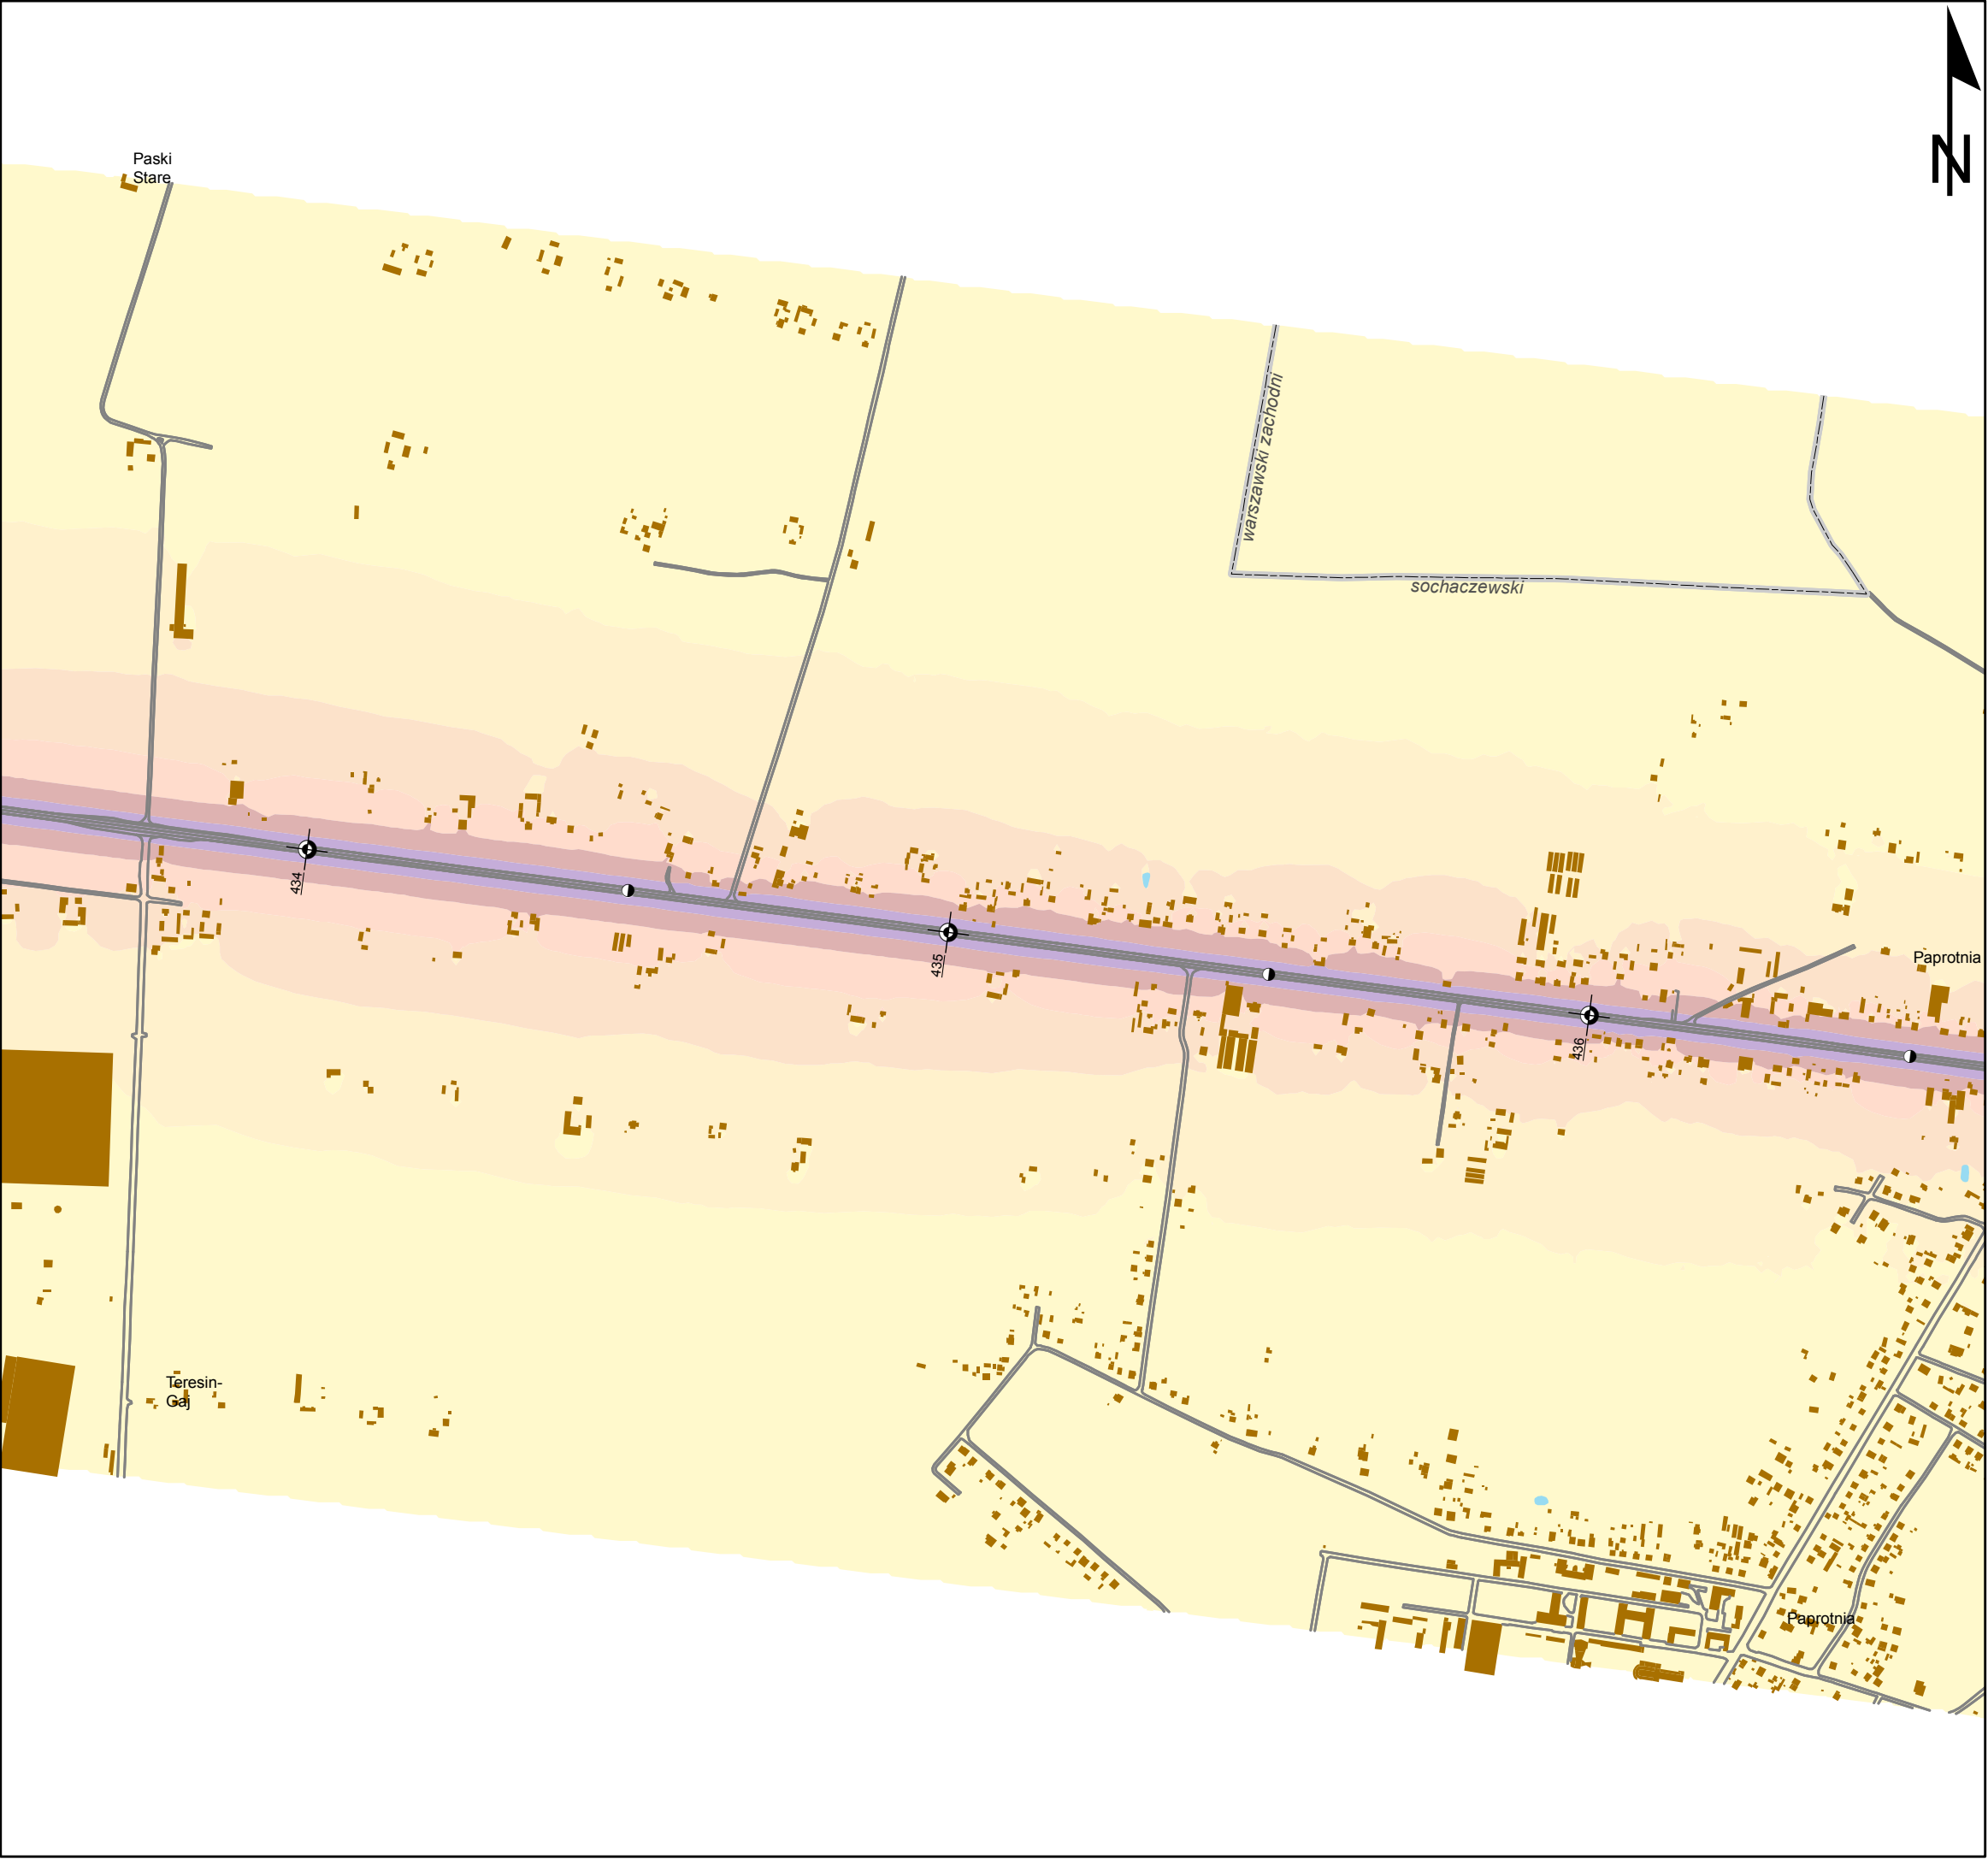 Paski
Stare
N
warszawski zachodni
sochaczewski
434
435
Paprotnia
436
Teresin-
Gaj
Paprotnia